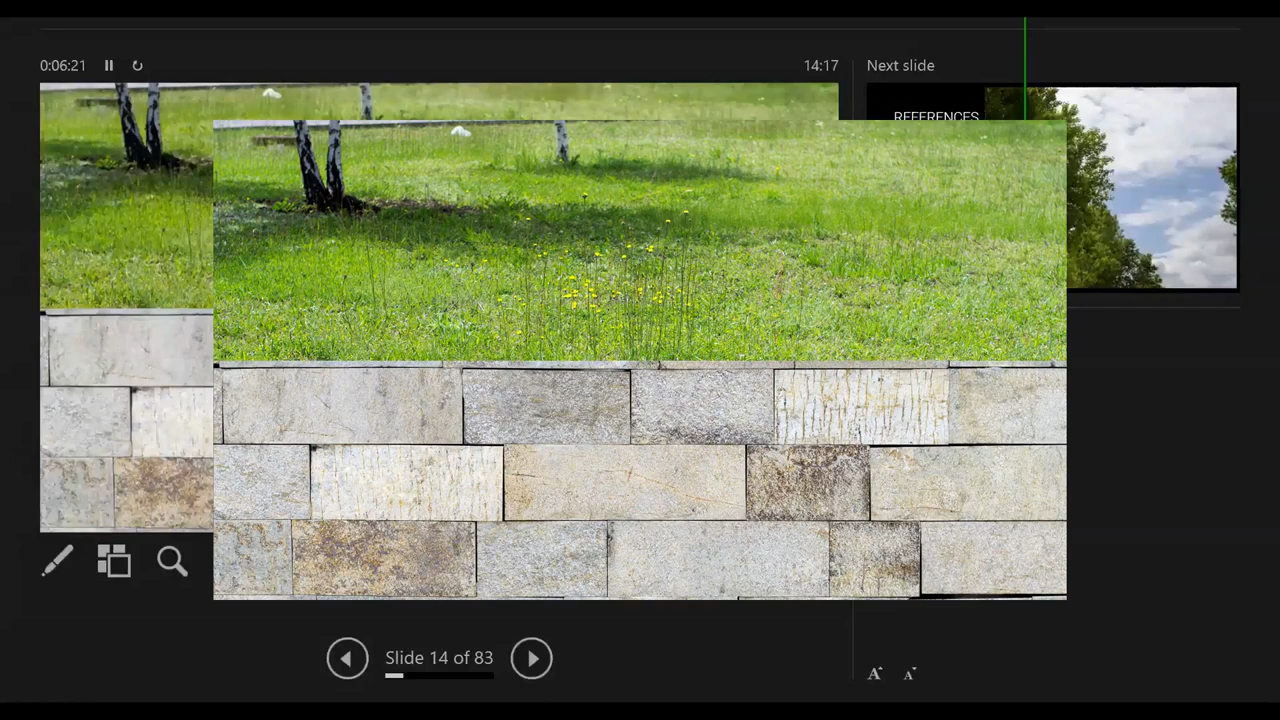 0:06:21
14:17
Next slide
REFERENCES
Slide 14 of 83
A A